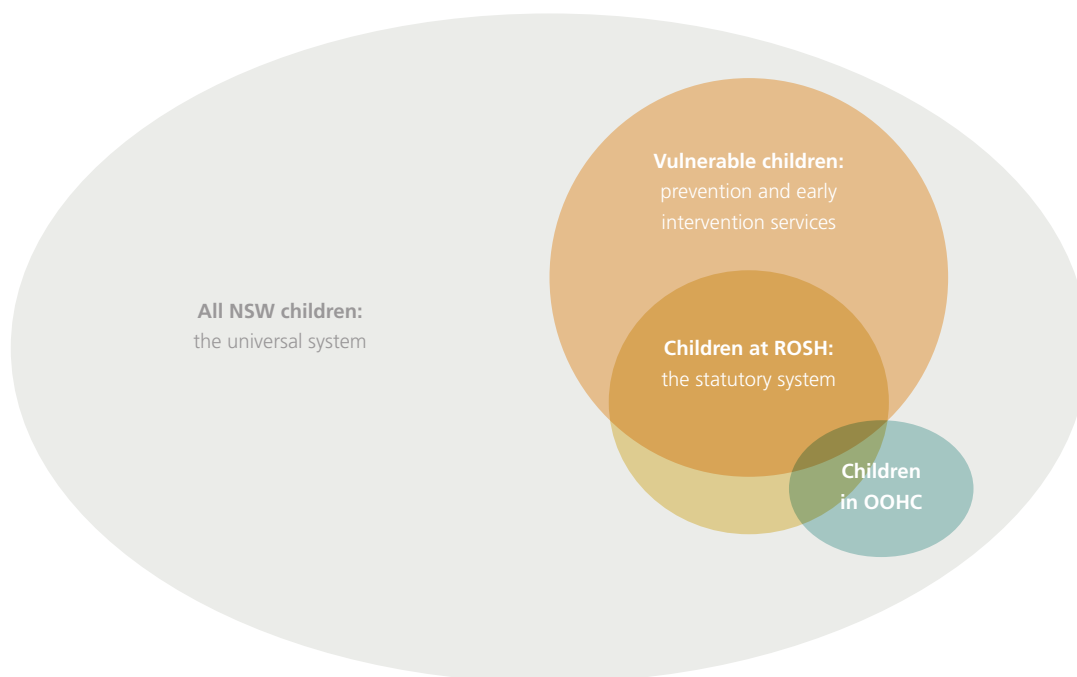 Vulnerable children:
prevention and early
intervention services
All NSW children:
the universal system
Children at ROSH:
the statutory system
Children
in OOHC